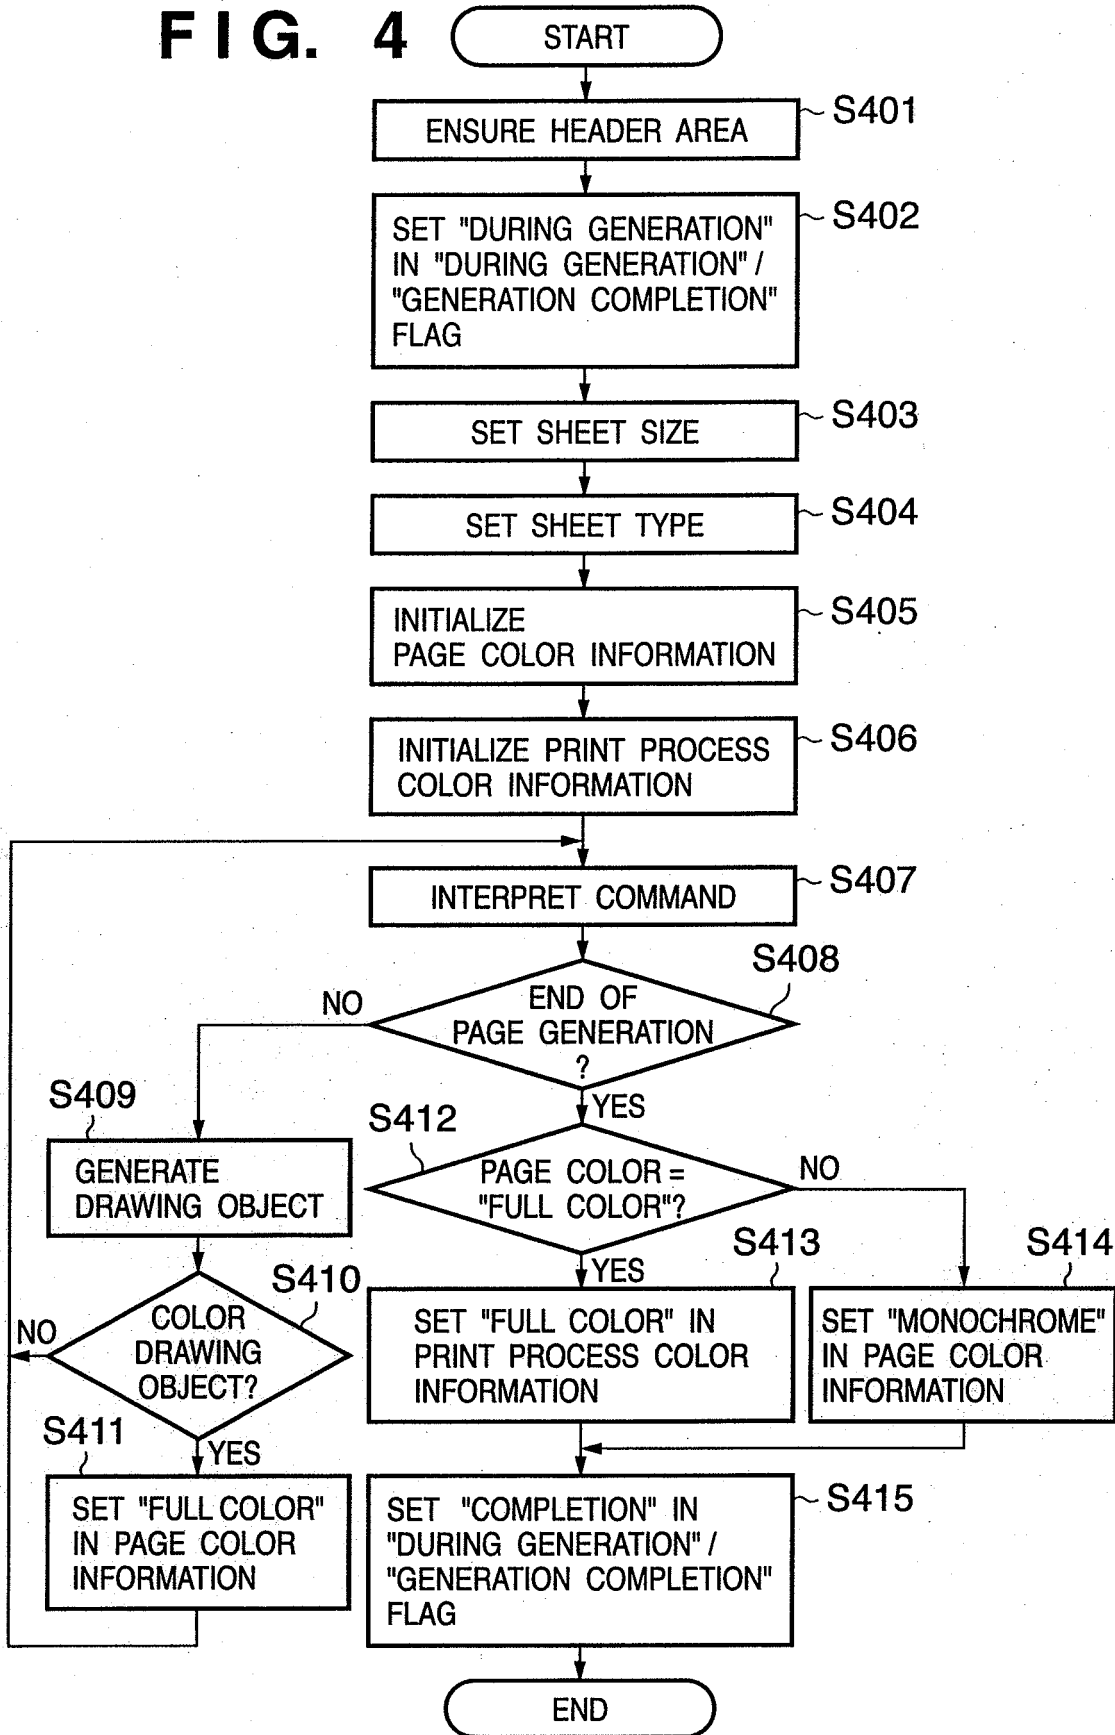 FIG. 4
START
S401
ENSURE HEADER AREA
S402
SET "DURING GENERATION"
IN "DURING GENERATION" /
"GENERATION COMPLETION"
FLAG
S403
SET SHEET SIZE
S404
SET SHEET TYPE
S405
INITIALIZE
PAGE COLOR INFORMATION
S406
INITIALIZE PRINT PROCESS
COLOR INFORMATION
S407
INTERPRET COMMAND
S408
NO
END OF
PAGE GENERATION
?
YES
S409
GENERATE
DRAWING OBJECT
S412
PAGE COLOR =
"FULL COLOR"?
NO
YES
S410
NO
COLOR
DRAWING
OBJECT?
YES
S413
SET "FULL COLOR" IN
PRINT PROCESS COLOR
INFORMATION
S414
SET "MONOCHROME"
IN PAGE COLOR
INFORMATION
S411
SET "FULL COLOR"
IN PAGE COLOR
INFORMATION
S415
SET "COMPLETION" IN
"DURING GENERATION" /
"GENERATION COMPLETION"
FLAG
END